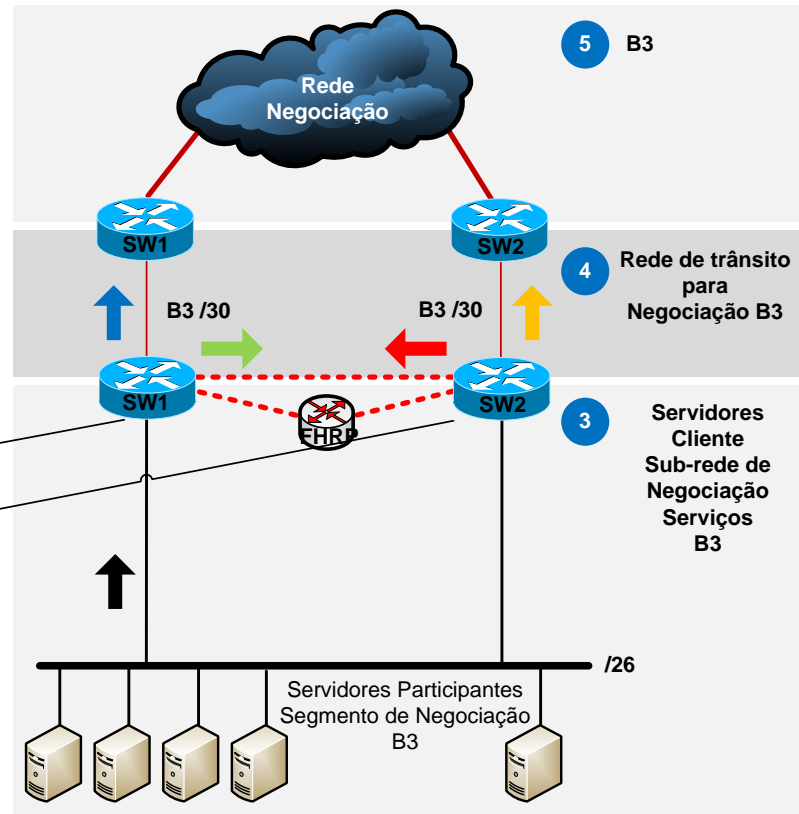 5 B3
Rede
Negociação
SW1
SW2
4
Rede de trânsito
para
Negociação B3
B3 /30
B3 /30
SW1
SW2
FHRP
3
Servidores
Cliente
Sub-rede de
Negociação
Serviços
B3
/26
Servidores Participantes
Segmento de Negociação
B3